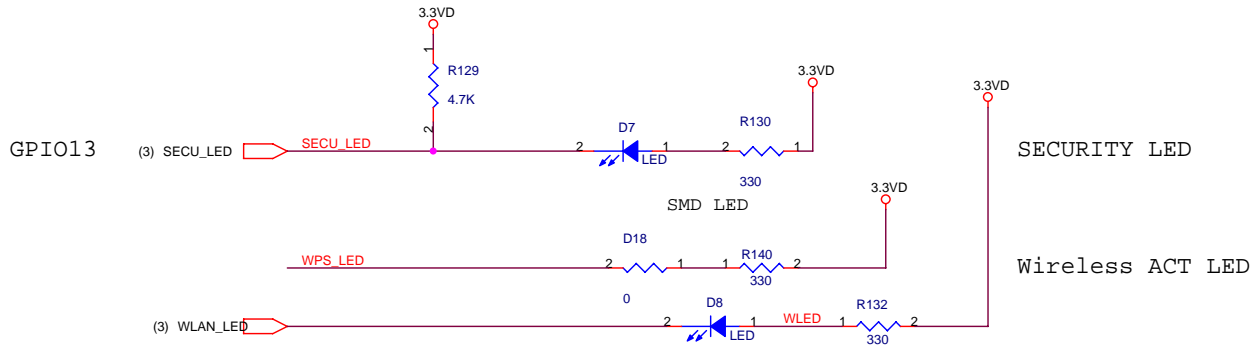 3.3VD
1
R129
4.7K
2
3.3VD
3.3VD
GPIO13
(3) SECU_LED
SECU_LED
2
D7
LED
1
2
R130
1
330
SECURITY LED
SMD LED
3.3VD
WPS_LED
2
D18
1
0
1
R140
2
330
Wireless ACT LED
(3) WLAN_LED
2
D8
LED
1
WLED
1
R132
2
330